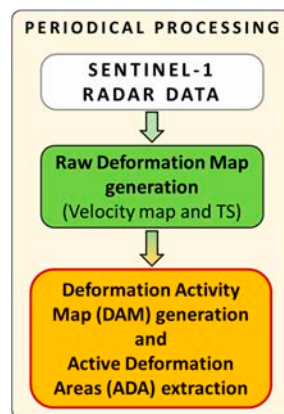 PERIODICAL PROCESSING
SENTINEL-1
RADAR DATA
Raw Deformation Map
generation
(Velocity map and TS)
Deformation Activity
Map (DAM) generation
and
Active Deformation
Areas (ADA) extraction